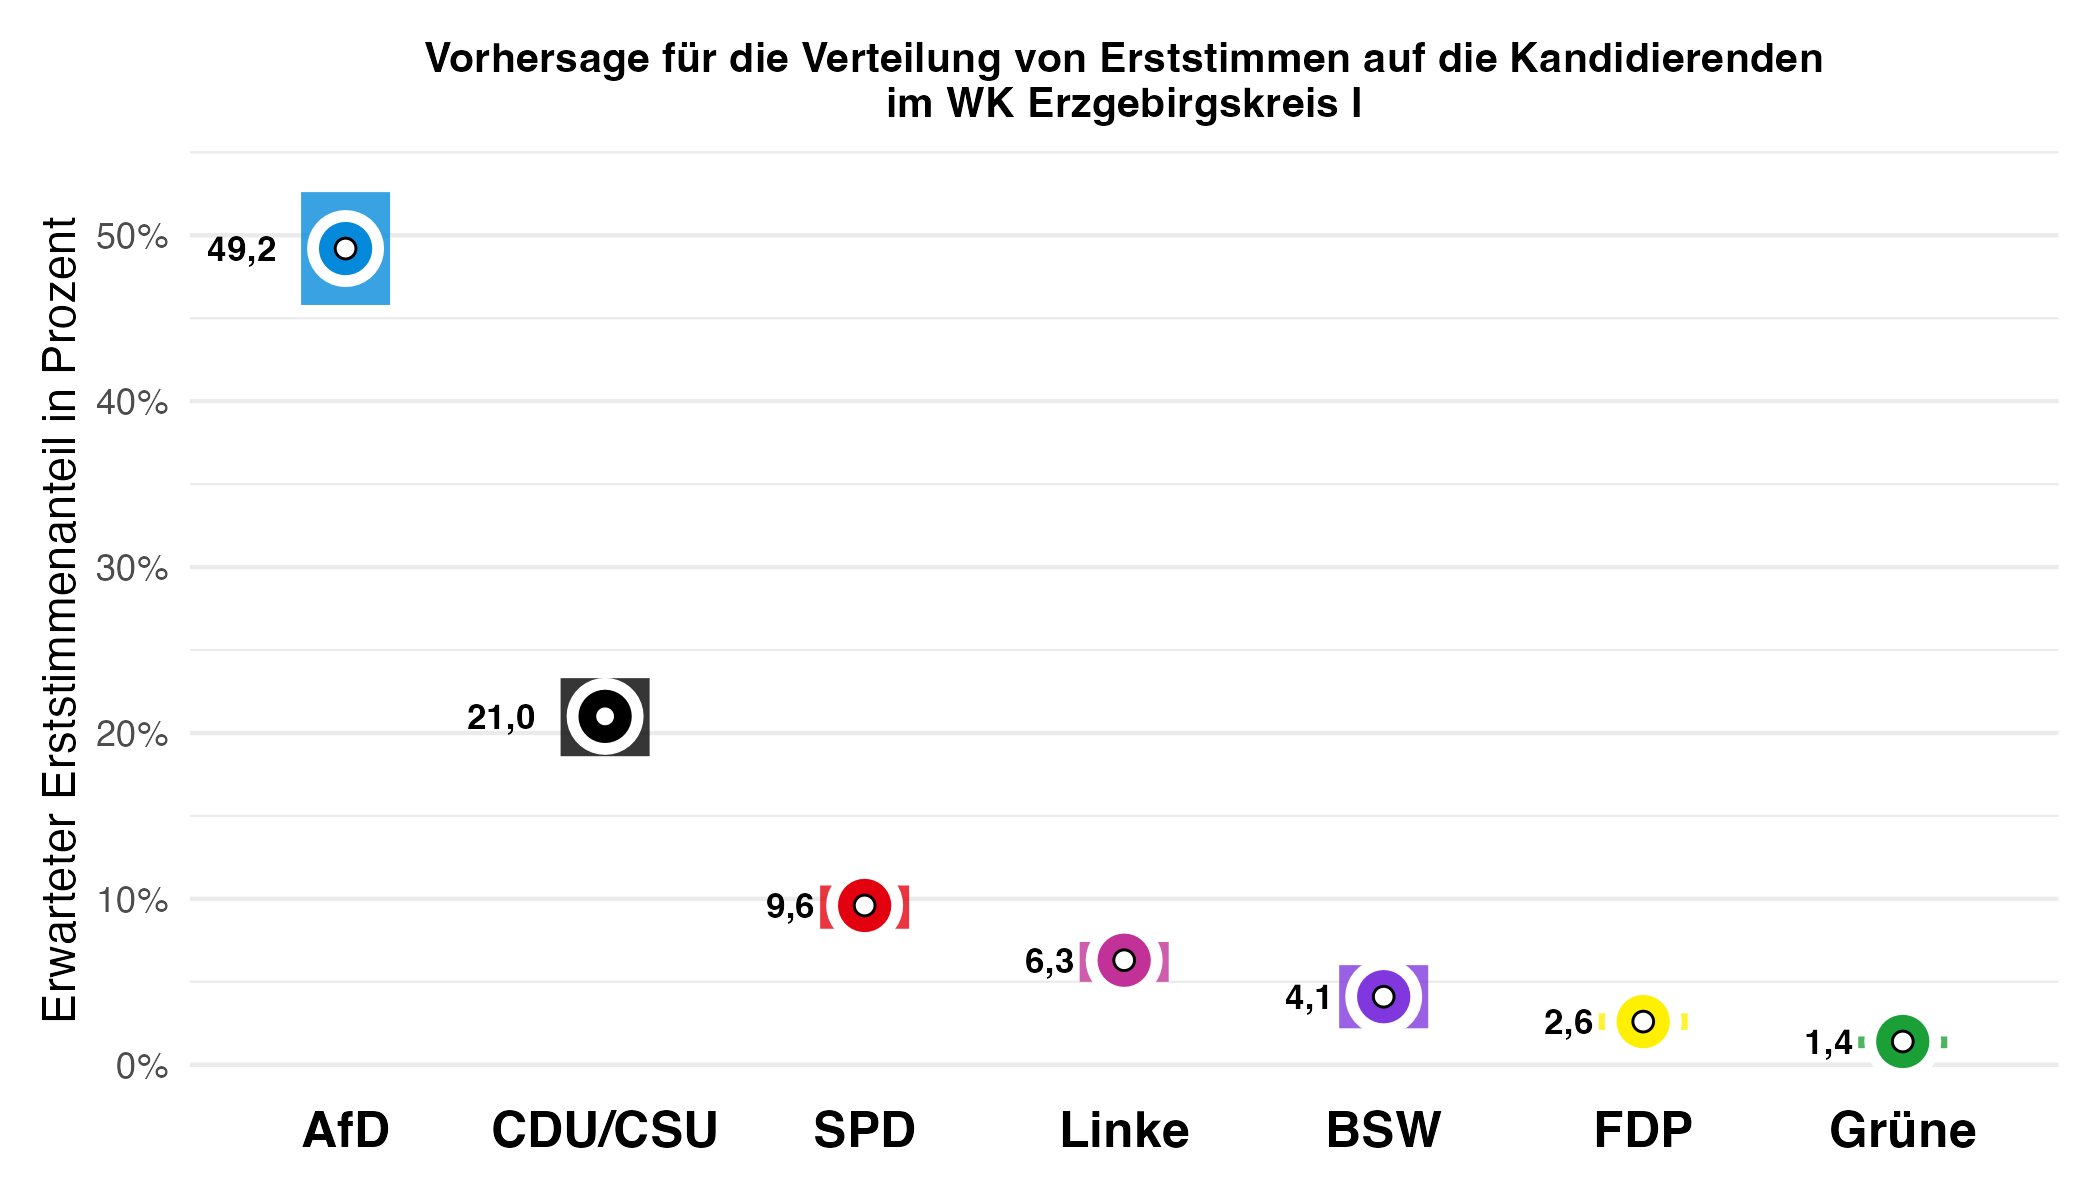 Vorhersage für die Verteilung von Erststimmen auf die Kandidierenden
im WK Erzgebirgskreis I
Erwarteter Erststimmenanteil in Prozent
50%
40%
30%
20%
10%
0%
49,2
21,0
9,6
6,3
4,1
2,6
1,4
AfD
CDU/CSU
SPD
Linke
BSW
FDP
Grüne